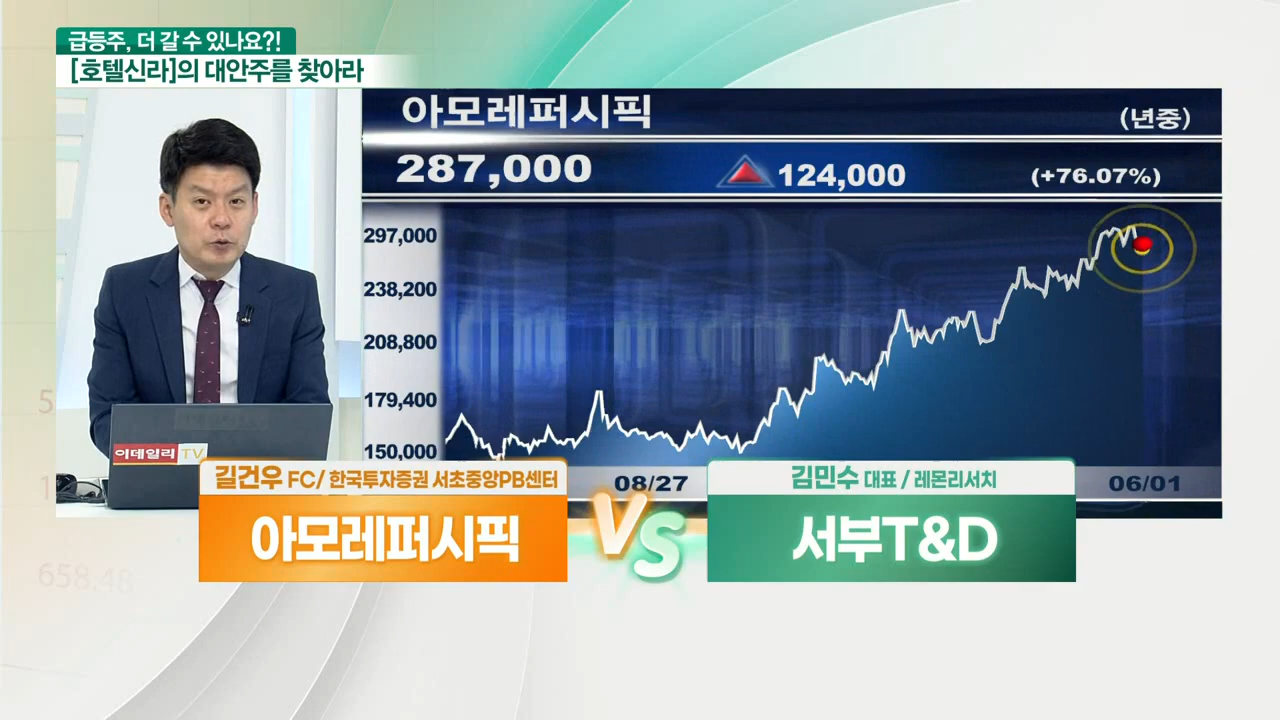 급등주, 더 갈 수 있나요?!
[호텔신라]의 대안주를 찾아라
아모레퍼시픽
(년중)
287,000
124,000
(+76.07%)
297,000
238,200
208,800
179,400
150,000
08/27
06/01
5
1
658.48
이데일리 TV
길건우 FC/ 한국투자증권 서초중앙PB센터
아모레퍼시픽
VS
김민수 대표 / 레몬리서치
서부T&D